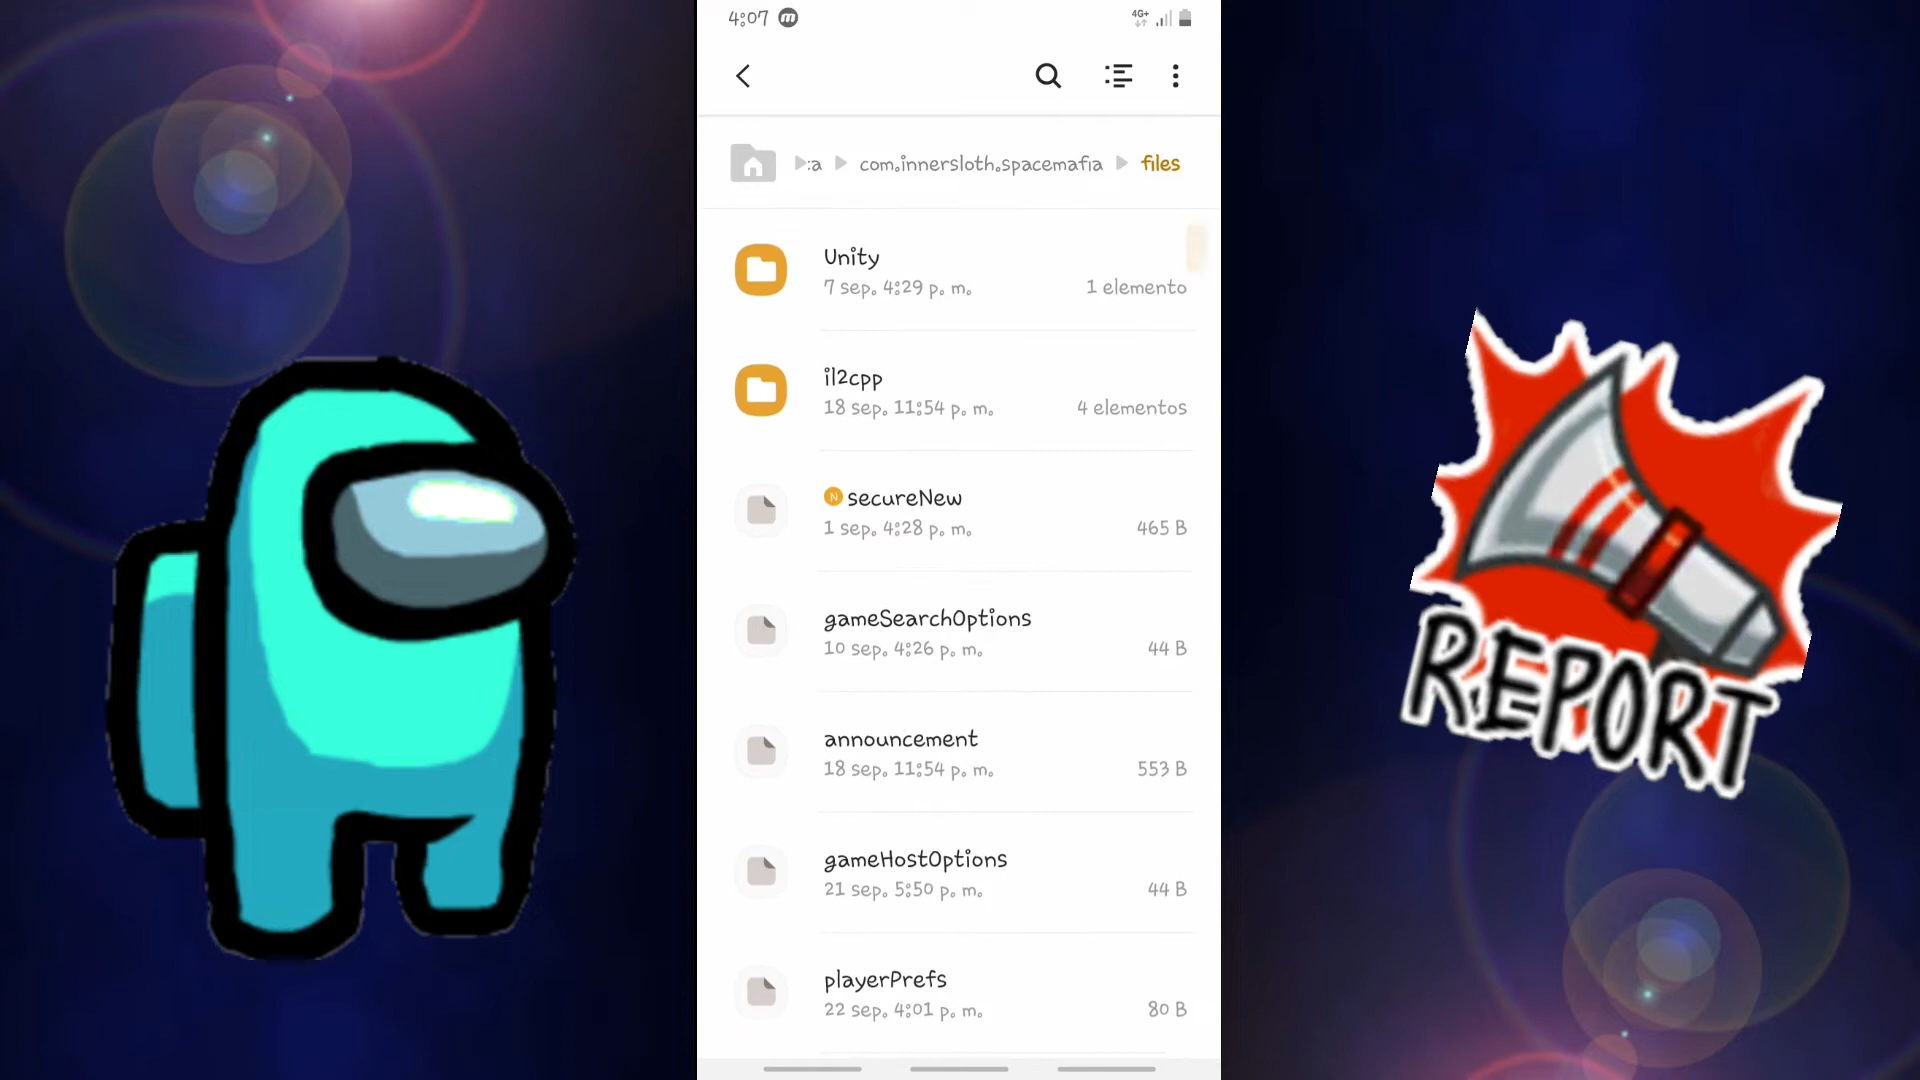 4:07 m 4G+
:a com.innersloth.spacemafia files
Unity
7 sep. 4:29 p. m. 1 elemento
il2cpp
18 sep. 11:54 p. m. 4 elementos
N secureNew
1 sep. 4:28 p. m. 465 B
gameSearchOptions
10 sep. 4:26 p. m. 44 B
announcement
18 sep. 11:54 p. m. 553 B
gameHostOptions
21 sep. 5:50 p. m. 44 B
playerPrefs
22 sep. 4:01 p. m. 80 B
REPORT